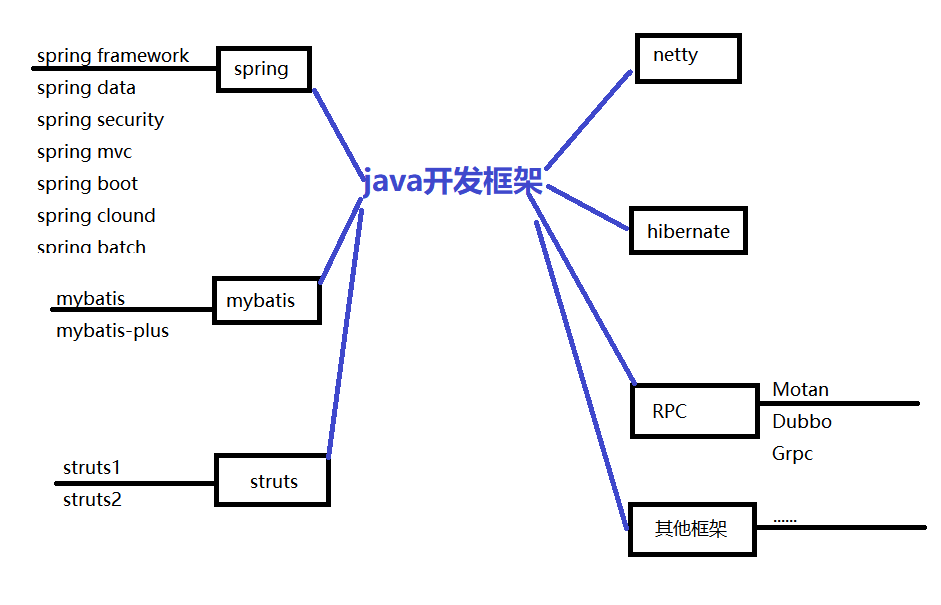 spring framework
spring data
spring security
spring mvc
spring boot
spring clound
spring batch
spring
mybatis
mybatis-plus
mybatis
struts1
struts2
struts
java开发框架
netty
hibernate
RPC
Motan
Dubbo
Grpc
其他框架
......